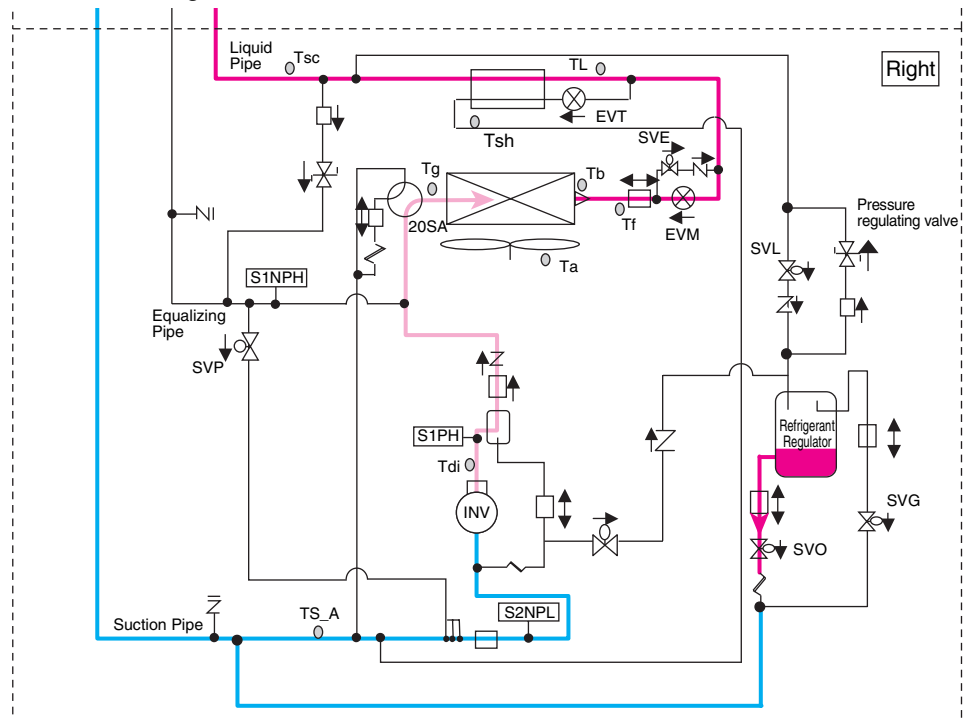 Liquid
Pipe
Tsc
TL
Right
EVT
Tsh
SVE
Tg
Tb
20SA
Tf
EVM
Pressure
regulating valve
Ta
SVL
S1NPH
Equalizing
Pipe
SVP
S1PH
Refrigerant
Regulator
Tdi
INV
SVG
SVO
TS_A
S2NPL
Suction Pipe